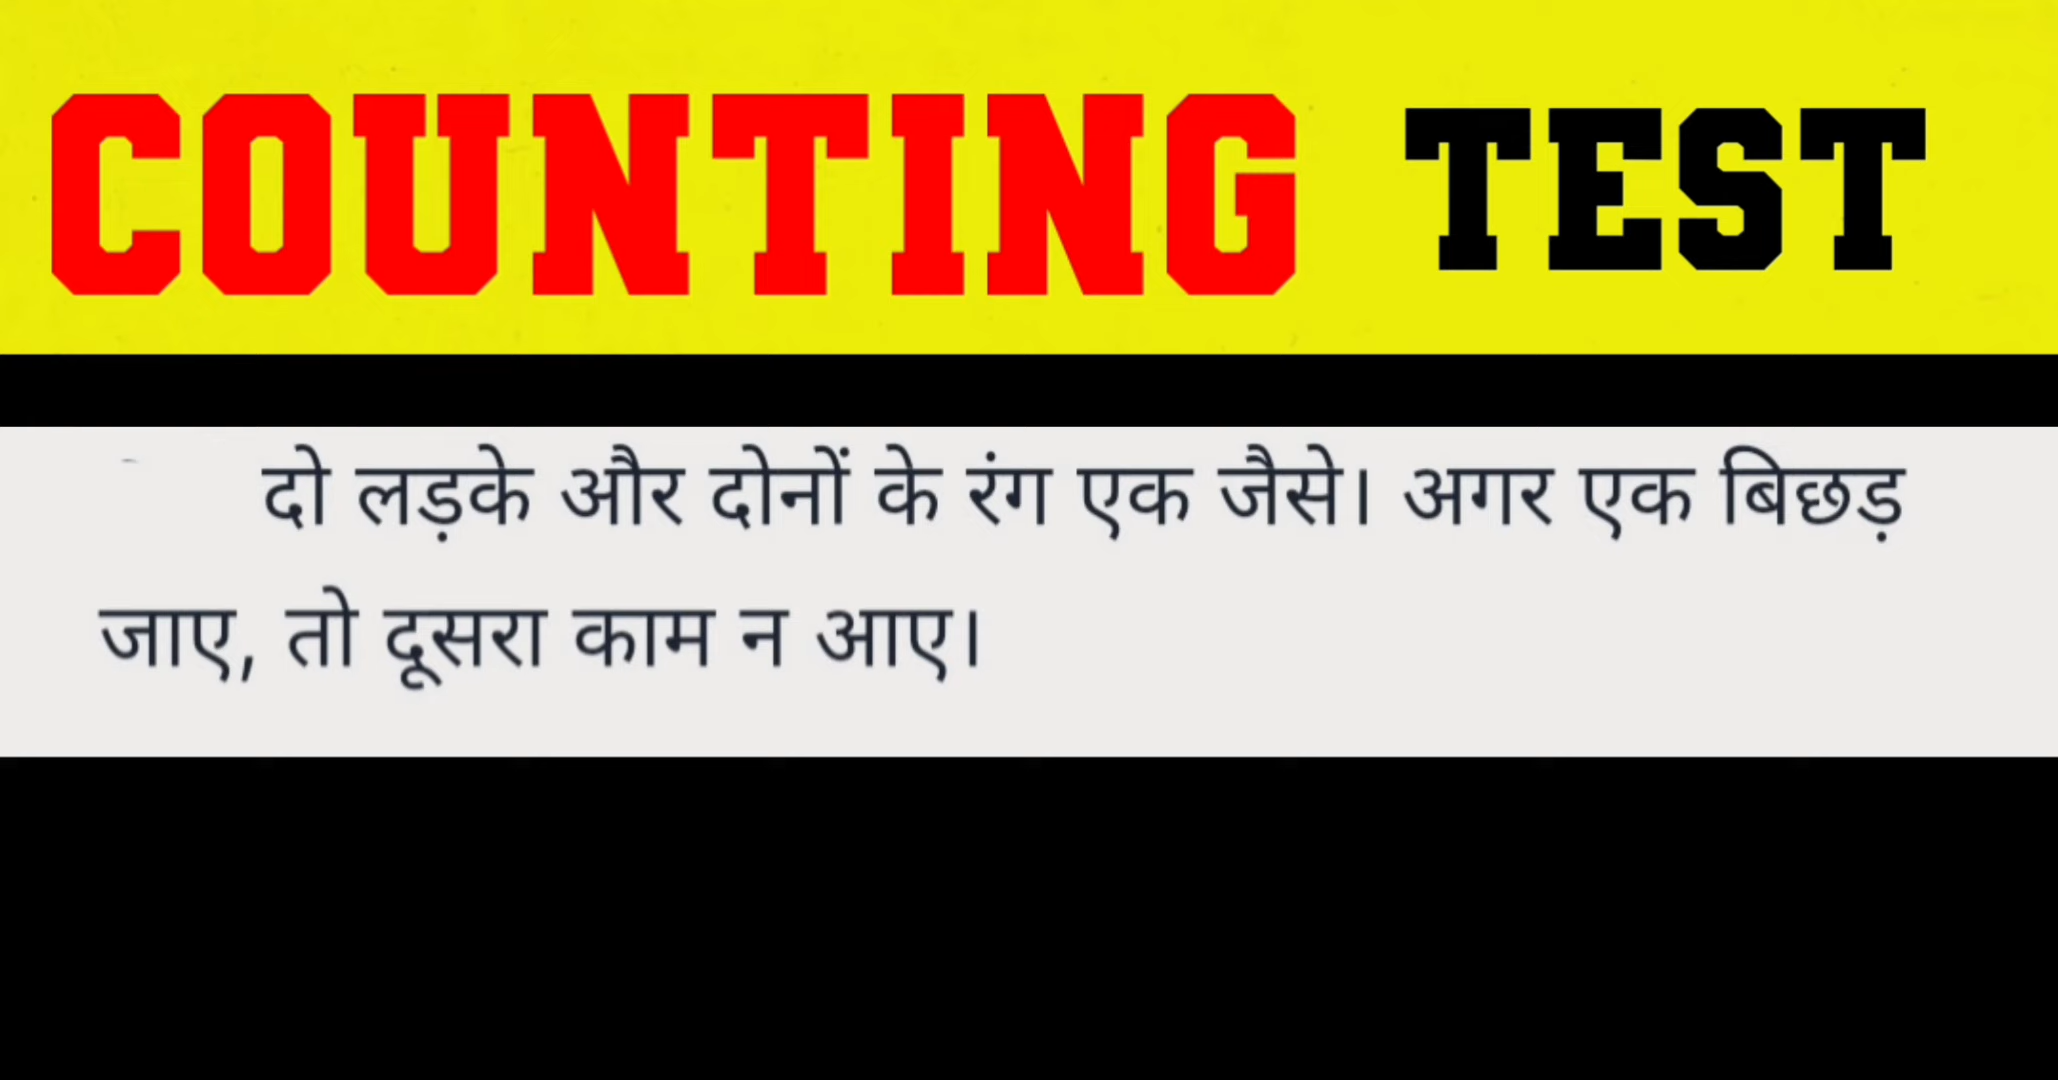 COUNTING TEST
दो लड़के और दोनों के रंग एक जैसे। अगर एक बिछड़
जाए, तो दूसरा काम न आए।